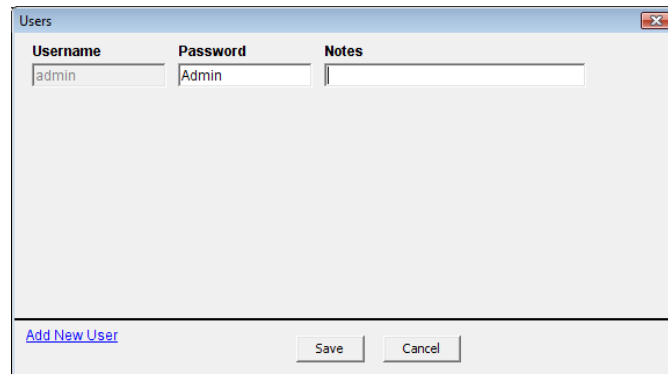 Users
Username Password Notes
admin Admin
Add New User
Save Cancel